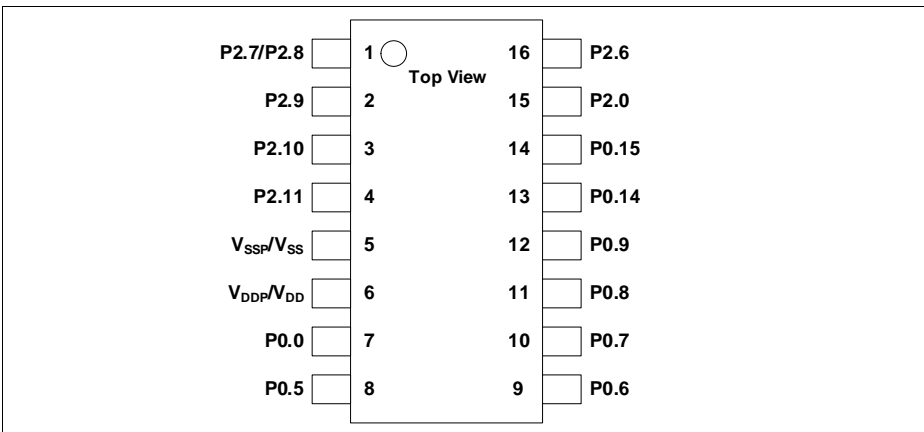 P2.7/P2.8 1 16 P2.6
Top View
P2.9 2 15 P2.0
P2.10 3 14 P0.15
P2.11 4 13 P0.14
VSSP/VSS 5 12 P0.9
VDDP/VDD 6 11 P0.8
P0.0 7 10 P0.7
P0.5 8 9 P0.6